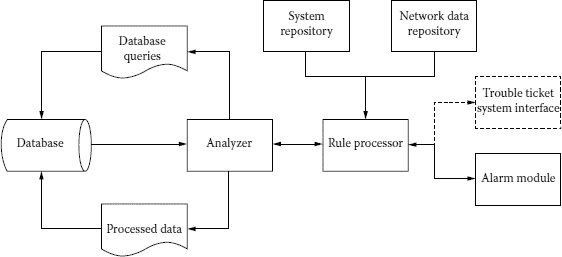 System
repository
Network data
repository
Database
queries
Trouble ticket
system interface
Database
Analyzer
Rule processor
Alarm module
Processed data